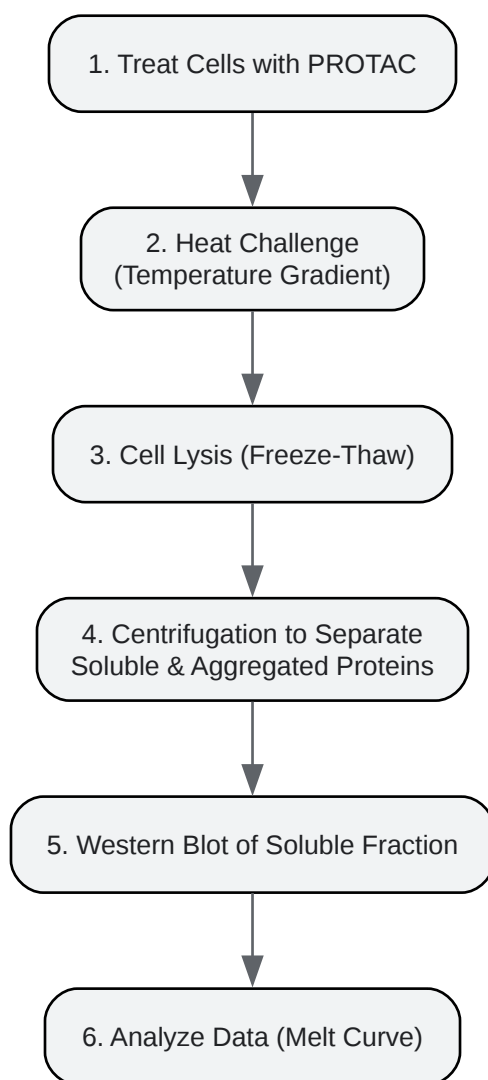 1. Treat Cells with PROTAC
2. Heat Challenge
(Temperature Gradient)
3. Cell Lysis (Freeze-Thaw)
4. Centrifugation to Separate
Soluble & Aggregated Proteins
5. Western Blot of Soluble Fraction
6. Analyze Data (Melt Curve)